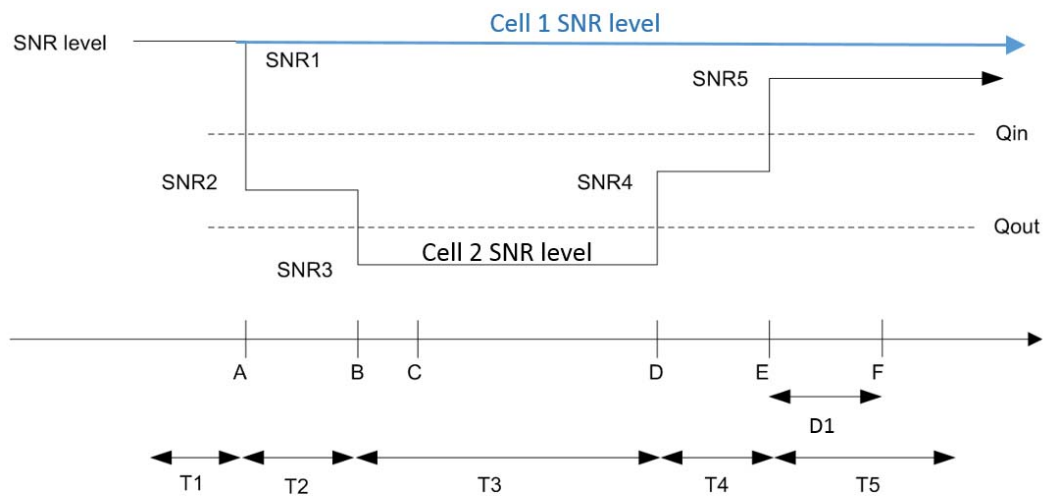 Cell 1 SNR level
SNR level
SNR1
SNR5
Qin
SNR2
SNR4
Qout
Cell 2 SNR level
SNR3
A B C D E F
D1
T1 T2 T3 T4 T5